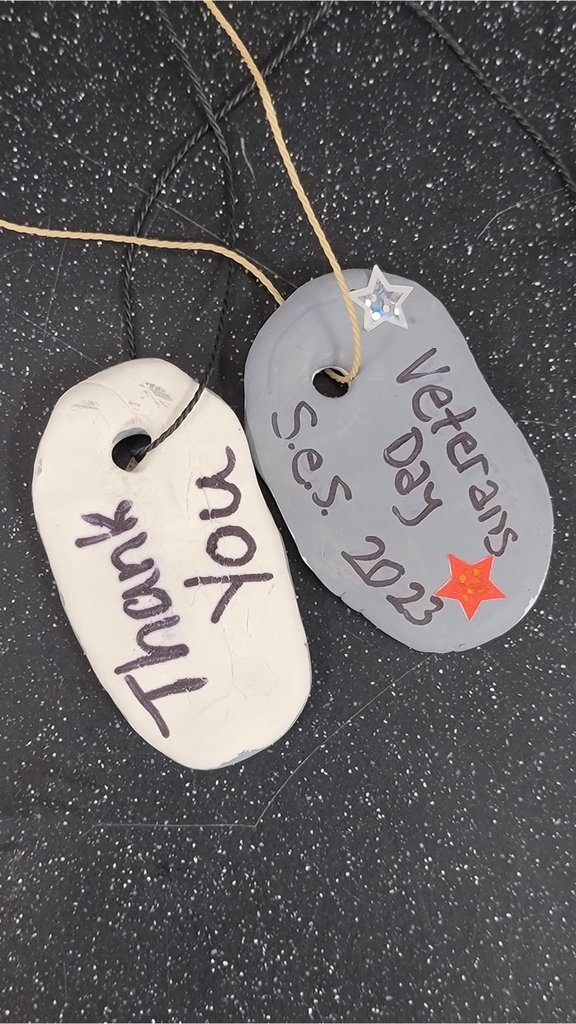 Thank
You
Veterans
Day
S.e.S. 2023